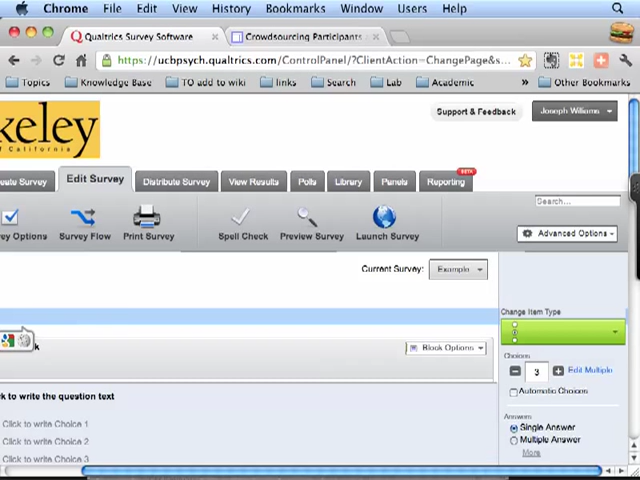 Chrome File Edit View History Bookmarks Window Users Help
Qualtrics Survey Software × Crowdsourcing Participants ×
https://ucbpsych.qualtrics.com/ControlPanel/?ClientAction=ChangePage&s...
Topics Knowledge Base TO add to wiki links Search Lab Academic » Other Bookmarks
keley
of California
Support & Feedback Joseph Williams
eate Survey Edit Survey Distribute Survey View Results Polls Library Panels Reporting BETA
Search...
ey Options Survey Flow Print Survey Spell Check Preview Survey Launch Survey
Advanced Options
Current Survey: Example
Change Item Type
k
Block Options
Choices
3 Edit Multiple
Automatic Choices
ck to write the question text
Answers
Click to write Choice 1
Single Answer
Click to write Choice 2
Multiple Answer
More
Click to write Choice 3